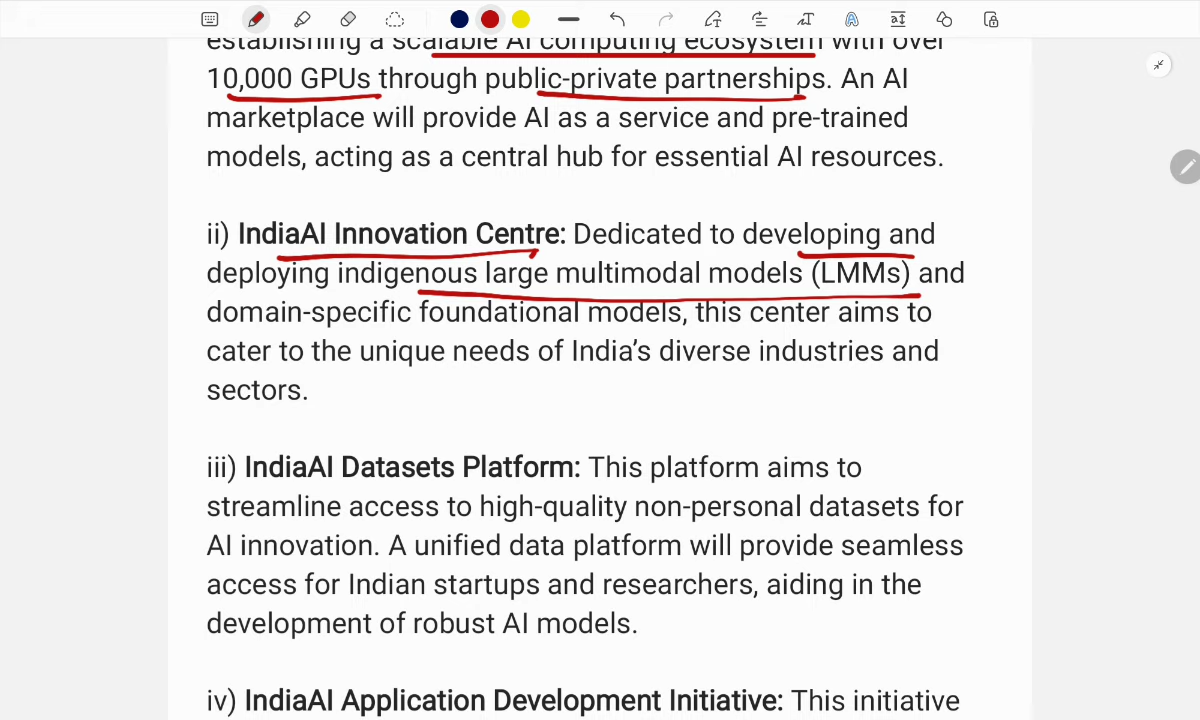 establishing a scalable AI computing ecosystem with over
10,000 GPUs through public-private partnerships. An AI
marketplace will provide AI as a service and pre-trained
models, acting as a central hub for essential AI resources.
ii) IndiaAI Innovation Centre: Dedicated to developing and
deploying indigenous large multimodal models (LMMs) and
domain-specific foundational models, this center aims to
cater to the unique needs of India’s diverse industries and
sectors.
iii) IndiaAI Datasets Platform: This platform aims to
streamline access to high-quality non-personal datasets for
AI innovation. A unified data platform will provide seamless
access for Indian startups and researchers, aiding in the
development of robust AI models.
iv) IndiaAI Application Development Initiative: This initiative